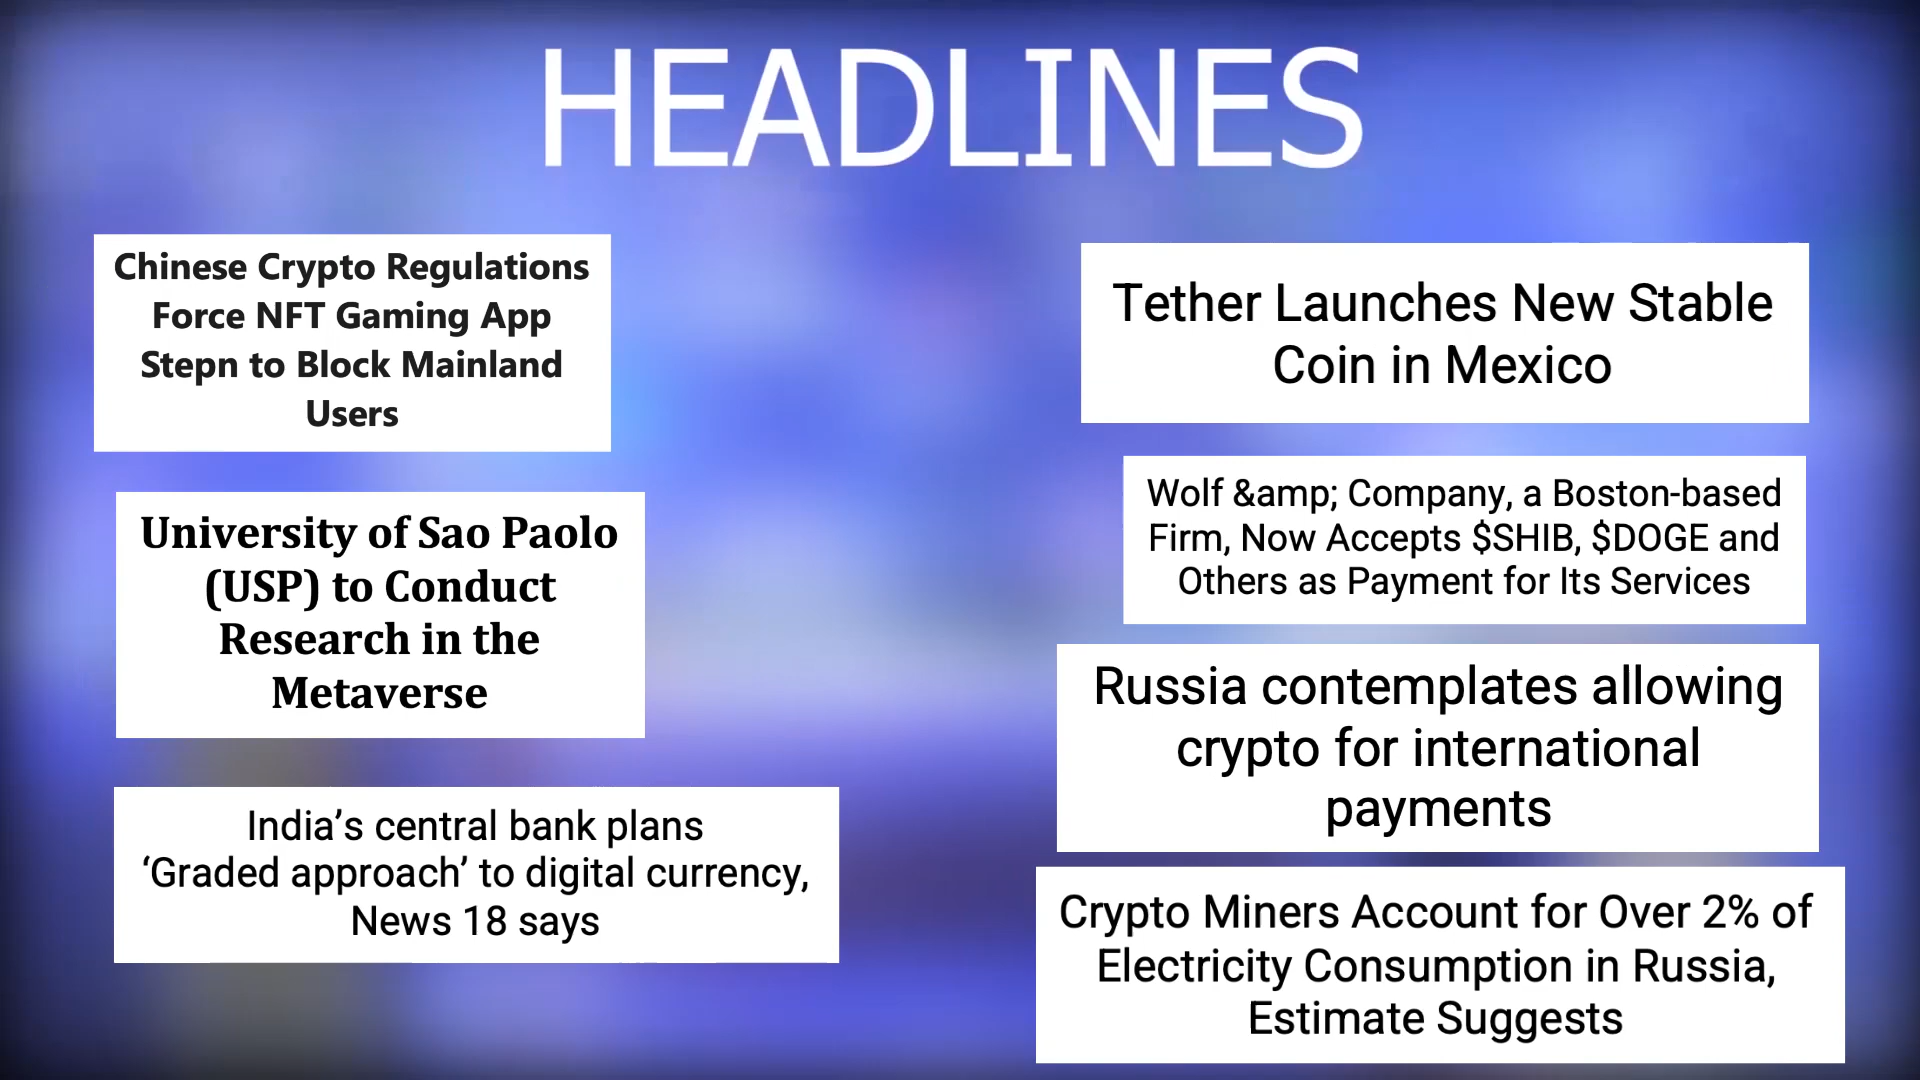 HEADLINES
Chinese Crypto Regulations
Force NFT Gaming App
Stepn to Block Mainland
Users
University of Sao Paolo
(USP) to Conduct
Research in the
Metaverse
India’s central bank plans
‘Graded approach’ to digital currency,
News 18 says
Tether Launches New Stable
Coin in Mexico
Wolf &amp; Company, a Boston-based
Firm, Now Accepts $SHIB, $DOGE and
Others as Payment for Its Services
Russia contemplates allowing
crypto for international
payments
Crypto Miners Account for Over 2% of
Electricity Consumption in Russia,
Estimate Suggests